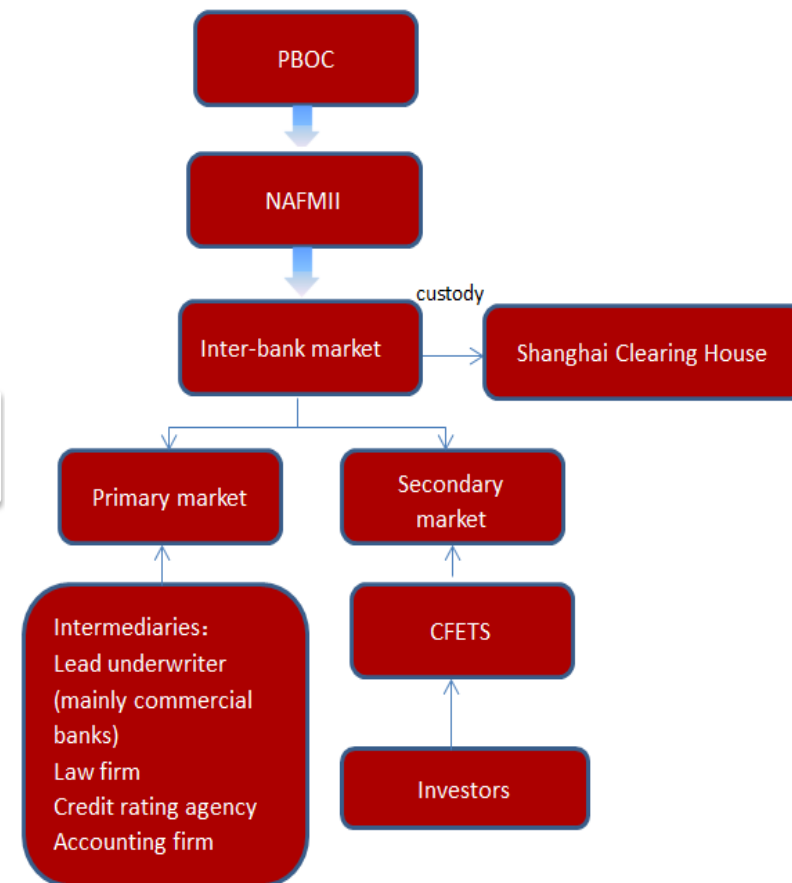 PBOC
NAFMII
custody
Inter-bank market
Shanghai Clearing House
Primary market
Secondary
market
Intermediaries：
Lead underwriter
(mainly commercial
banks)
Law firm
Credit rating agency
Accounting firm
CFETS
Investors